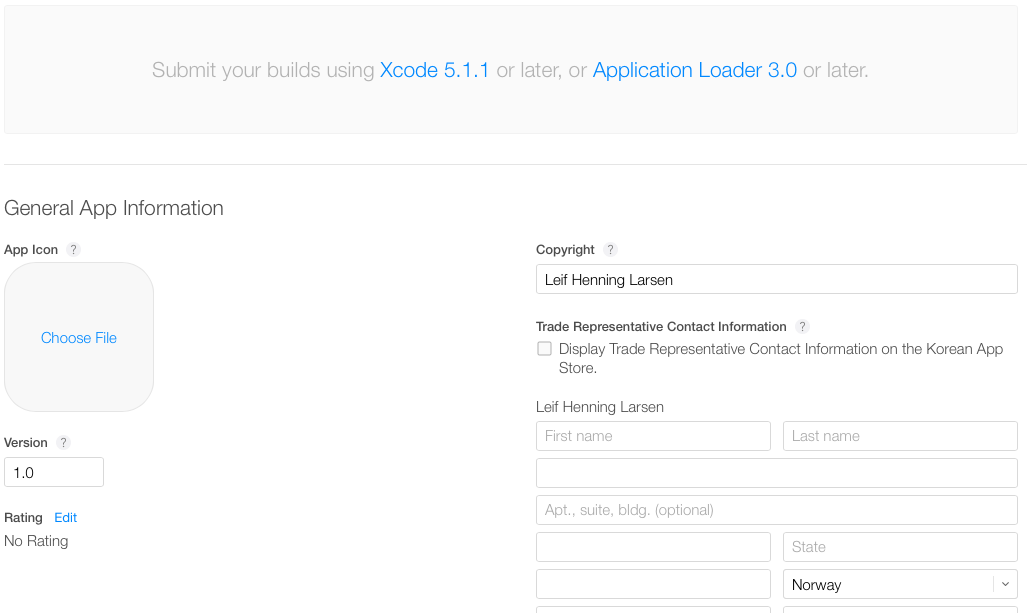 Submit your builds using Xcode 5.1.1 or later, or Application Loader 3.0 or later.
General App Information
App Icon ?
Choose File
Version ?
1.0
Rating Edit
No Rating
Copyright ?
Leif Henning Larsen
Trade Representative Contact Information ?
Display Trade Representative Contact Information on the Korean App
Store.
Leif Henning Larsen
First name Last name
Apt., suite, bldg. (optional)
State
Norway